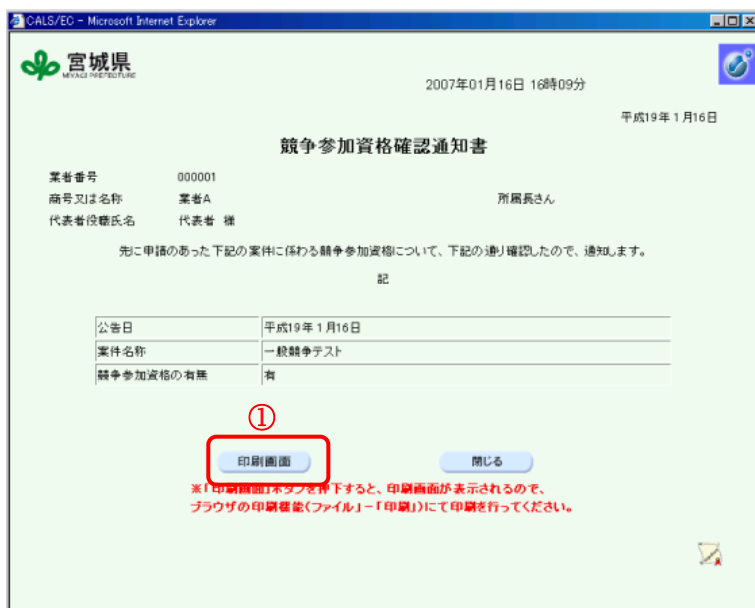 CALS/EC - Microsoft Internet Explorer
宮城県
MIYAGI PREFECTURE
2007年01月16日 16時09分
平成19年1月16日
競争参加資格確認通知書
業者番号 000001
商号又は名称 業者A 所属長さん
代表者役職氏名 代表者 様
先に申請のあった下記の案件に係わる競争参加資格について、下記の通り確認したので、通知します。
記
公告日 平成19年1月16日
案件名称 一般競争テスト
競争参加資格の有無 有
①
印刷画面 閉じる
※「印刷画面」ボタンを押下すると、印刷画面が表示されるので、
ブラウザの印刷機能(ファイル」-「印刷」)にて印刷を行ってください。